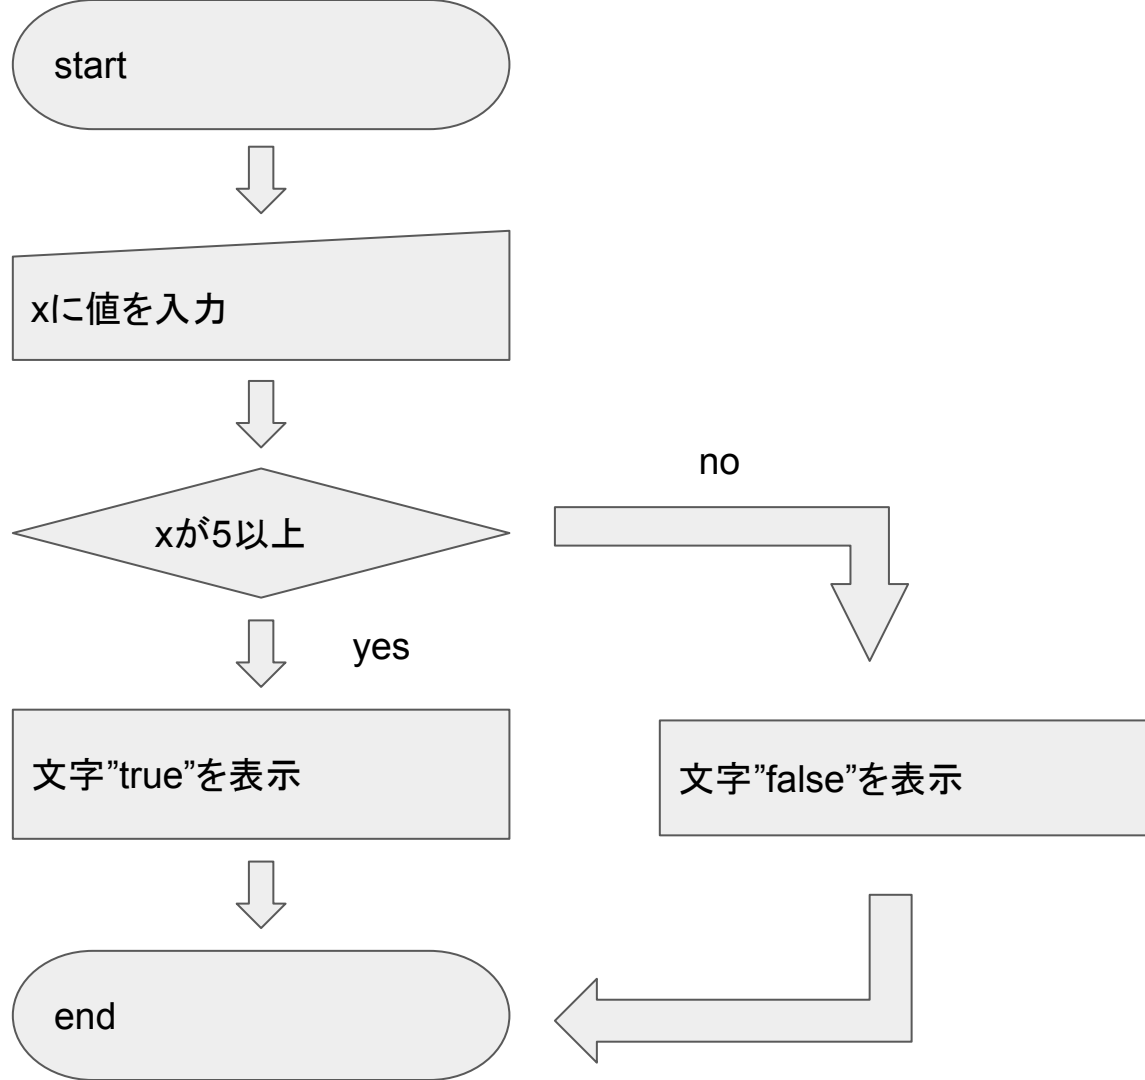 start
xに値を入力
no
xが5以上
yes
文字”true”を表示
文字”false”を表示
end